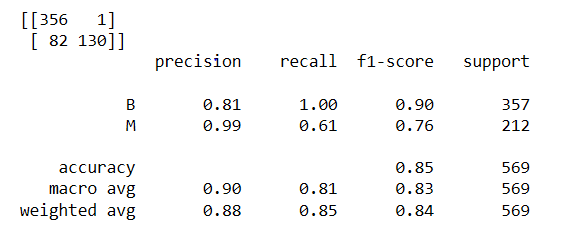 [[356 1]
[ 82 130]]
precision recall f1-score support
B 0.81 1.00 0.90 357
M 0.99 0.61 0.76 212
accuracy 0.85 569
macro avg 0.90 0.81 0.83 569
weighted avg 0.88 0.85 0.84 569